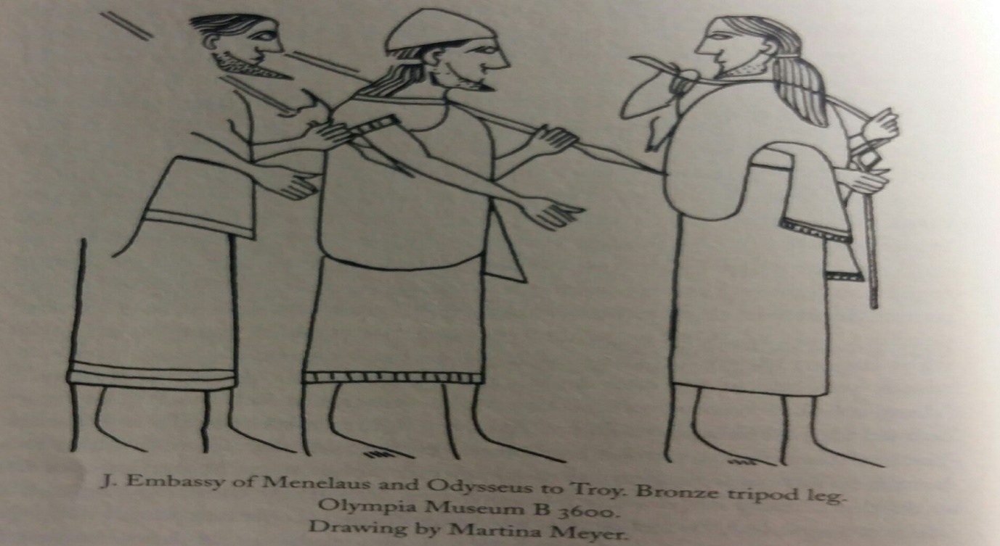 J. Embassy of Menelaus and Odysseus to Troy. Bronze tripod leg.
Olympia Museum B 3600.
Drawing by Martina Meyer.